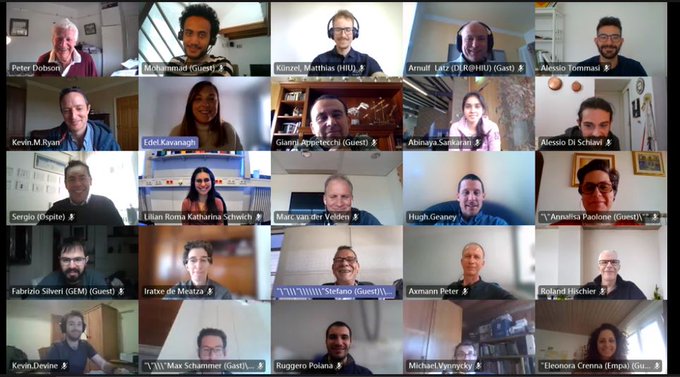 Peter Dobson
Mohammad (Guest)
Künzel, Matthias (HIU)
Arnulf Latz (DLR@HIU) (Gast)
Alessio Tommasi
Kevin.M.Ryan
Edel.Kavanagh
Gianni Appetecchi (Guest)
Abinaya.Sankaran
Alessio Di Schiavi
Sergio (Ospite)
Lilian Roma Katharina Schwich
Marc van der Velden
Hugh.Geaney
"\"Annalisa Paolone (Guest)\"
Fabrizio Silveri (GEM) (Guest)
Iratxe de Meatza
Stefano (Guest)
Axmann Peter
Roland Hischier
Kevin.Devine
Max Schammer (Gast)
Ruggero Poiana
Michael.Vynnycky
"Eleonora Crenna (Empa) (Gu...